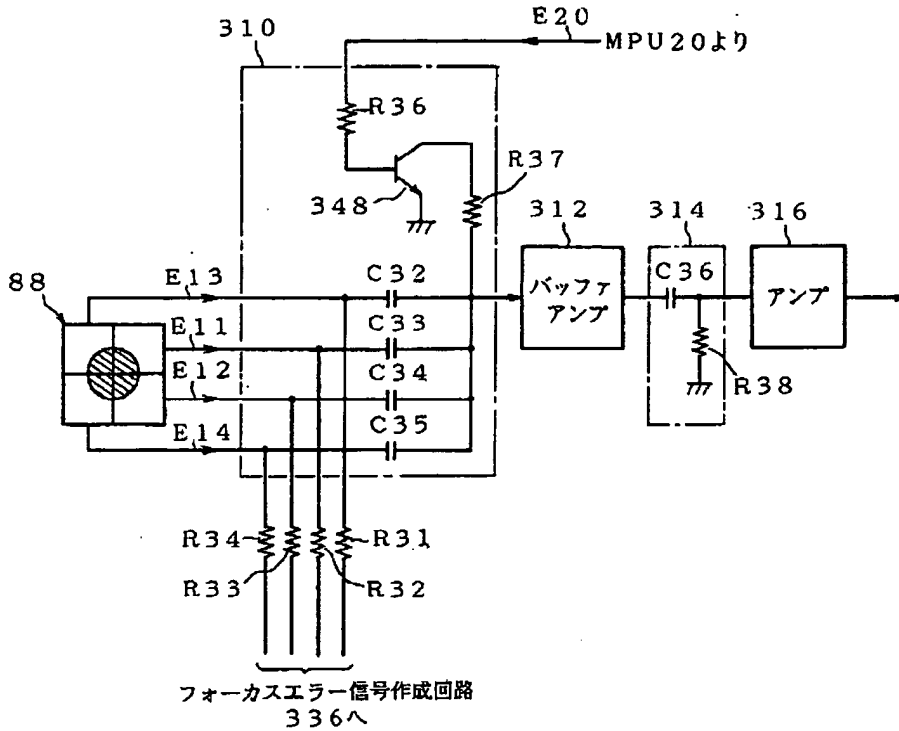 310
E20
MPU20より
R36
R37
348
312
314
316
88
E13
C32
C36
バッファ
アンプ
アンプ
E11
C33
R38
E12
C34
E14
C35
R34
R31
R33
R32
フォーカスエラー信号作成回路
336へ